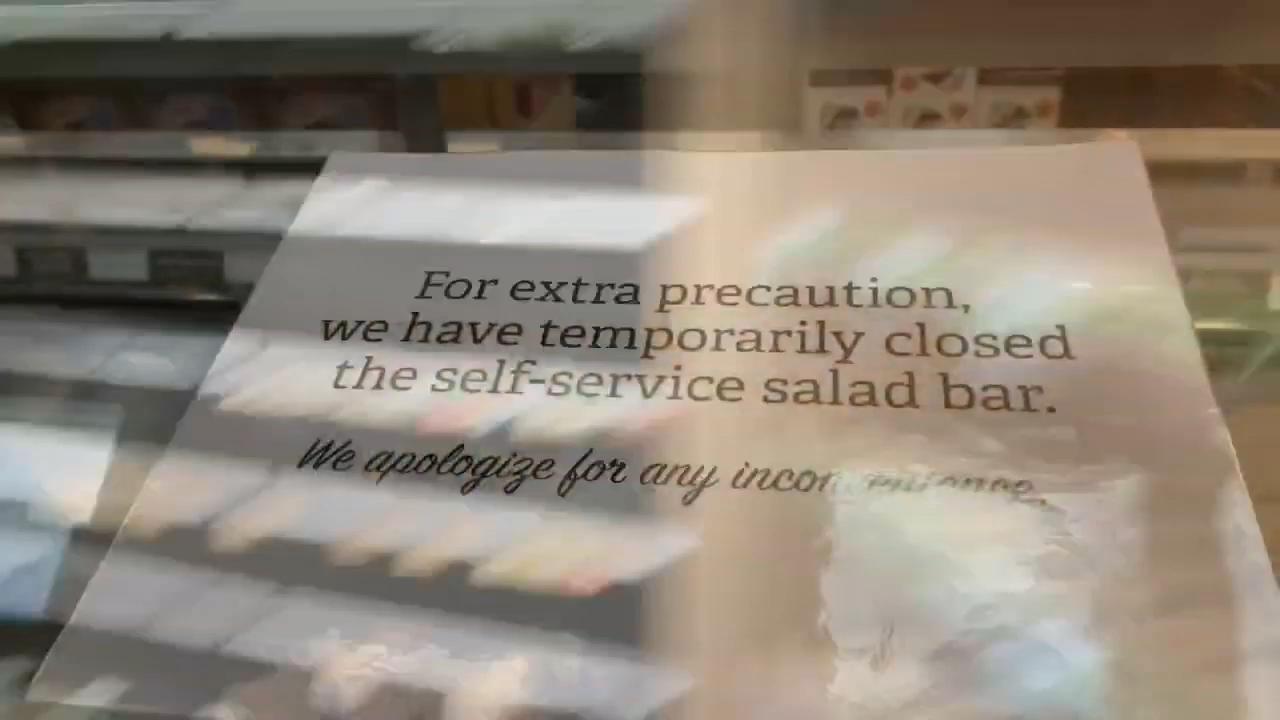 For extra precaution,
we have temporarily closed
the self-service salad bar.
We apologize for any